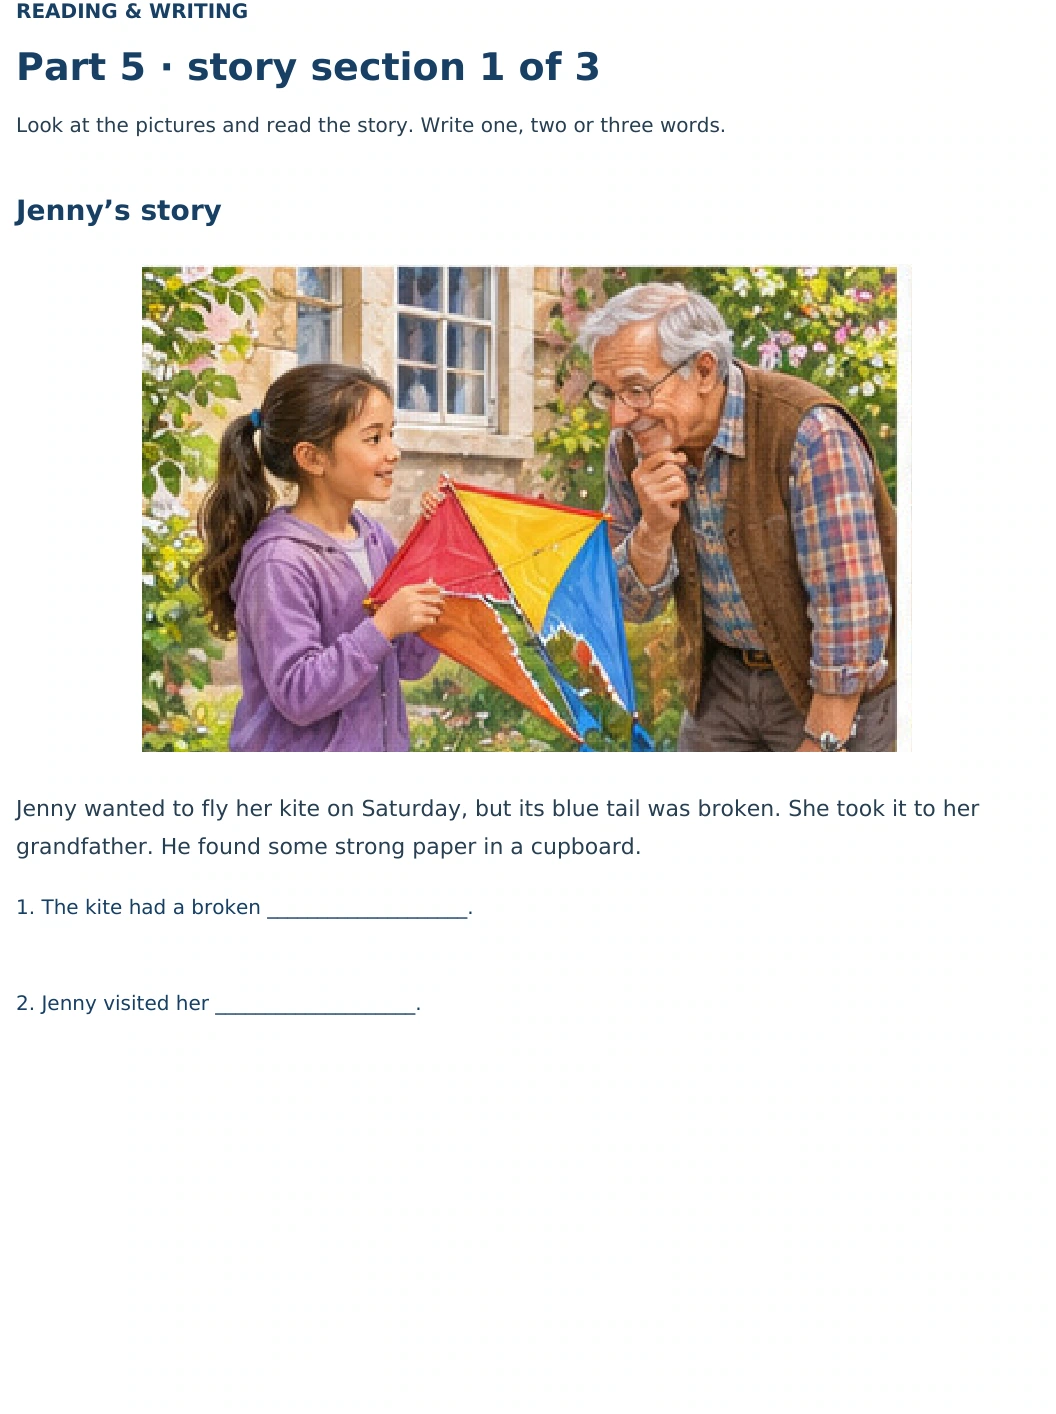 READING & WRITING
Part 5 · story section 1 of 3
Look at the pictures and read the story. Write one, two or three words.
Jenny’s story
Jenny wanted to fly her kite on Saturday, but its blue tail was broken. She took it to her
grandfather. He found some strong paper in a cupboard.
1. The kite had a broken ____________________.
2. Jenny visited her ____________________.